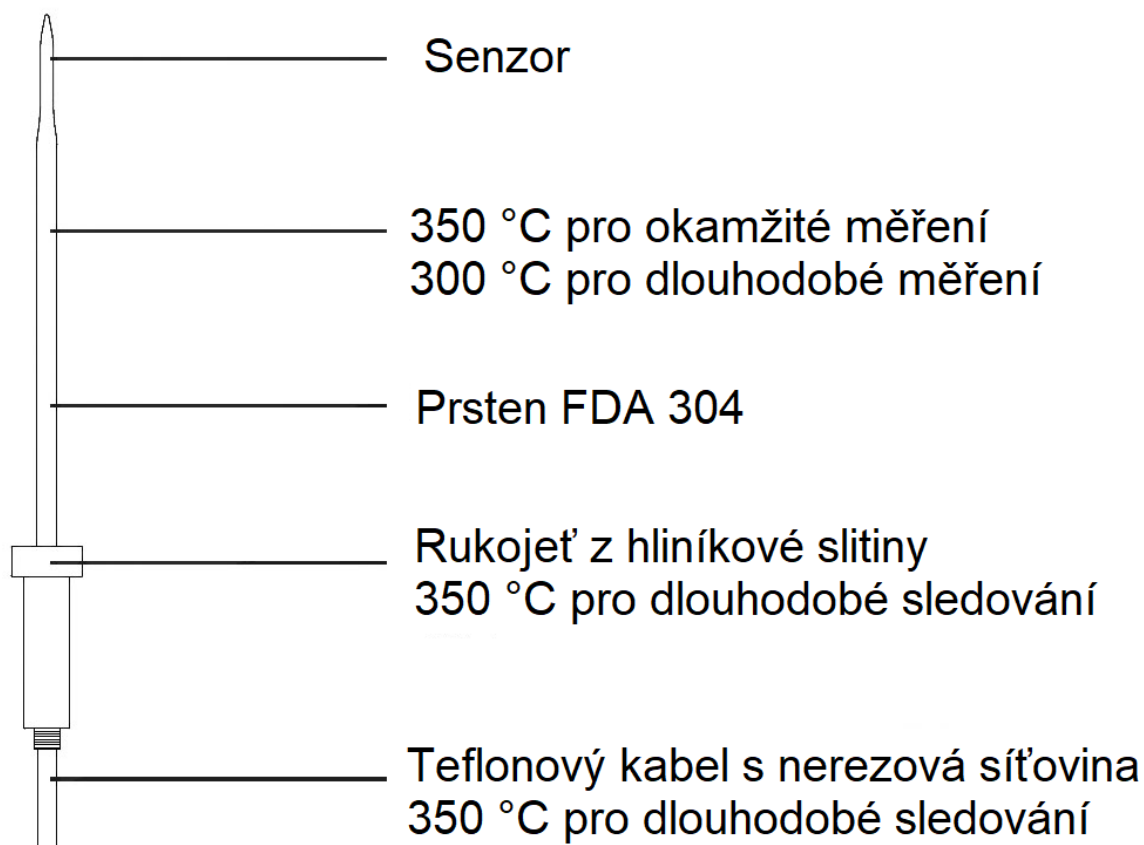 Senzor
350 °C pro okamžité měření
300 °C pro dlouhodobé měření
Prsten FDA 304
Rukojeť z hliníkové slitiny
350 °C pro dlouhodobé sledování
Teflonový kabel s nerezová síťovina
350 °C pro dlouhodobé sledování